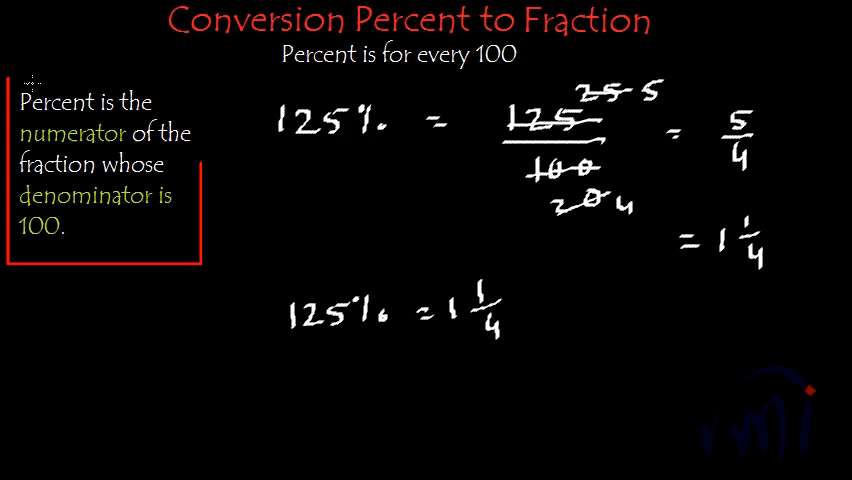 Conversion Percent to Fraction
Percent is for every 100
Percent is the
numerator of the
fraction whose
denominator is
100.
125% = 125/100 25 5 20 4 = 5/4
= 1 1/4
125% = 1 1/4
vmi